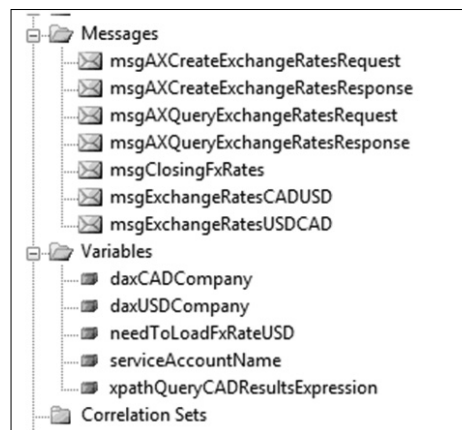 Messages
msgAXCreateExchangeRatesRequest
msgAXCreateExchangeRatesResponse
msgAXQueryExchangeRatesRequest
msgAXQueryExchangeRatesResponse
msgClosingFxRates
msgExchangeRatesCADUSD
msgExchangeRatesUSDCAD
Variables
daxCADCompany
daxUSDCompany
needToLoadFxRateUSD
serviceAccountName
xpathQueryCADResultsExpression
Correlation Sets